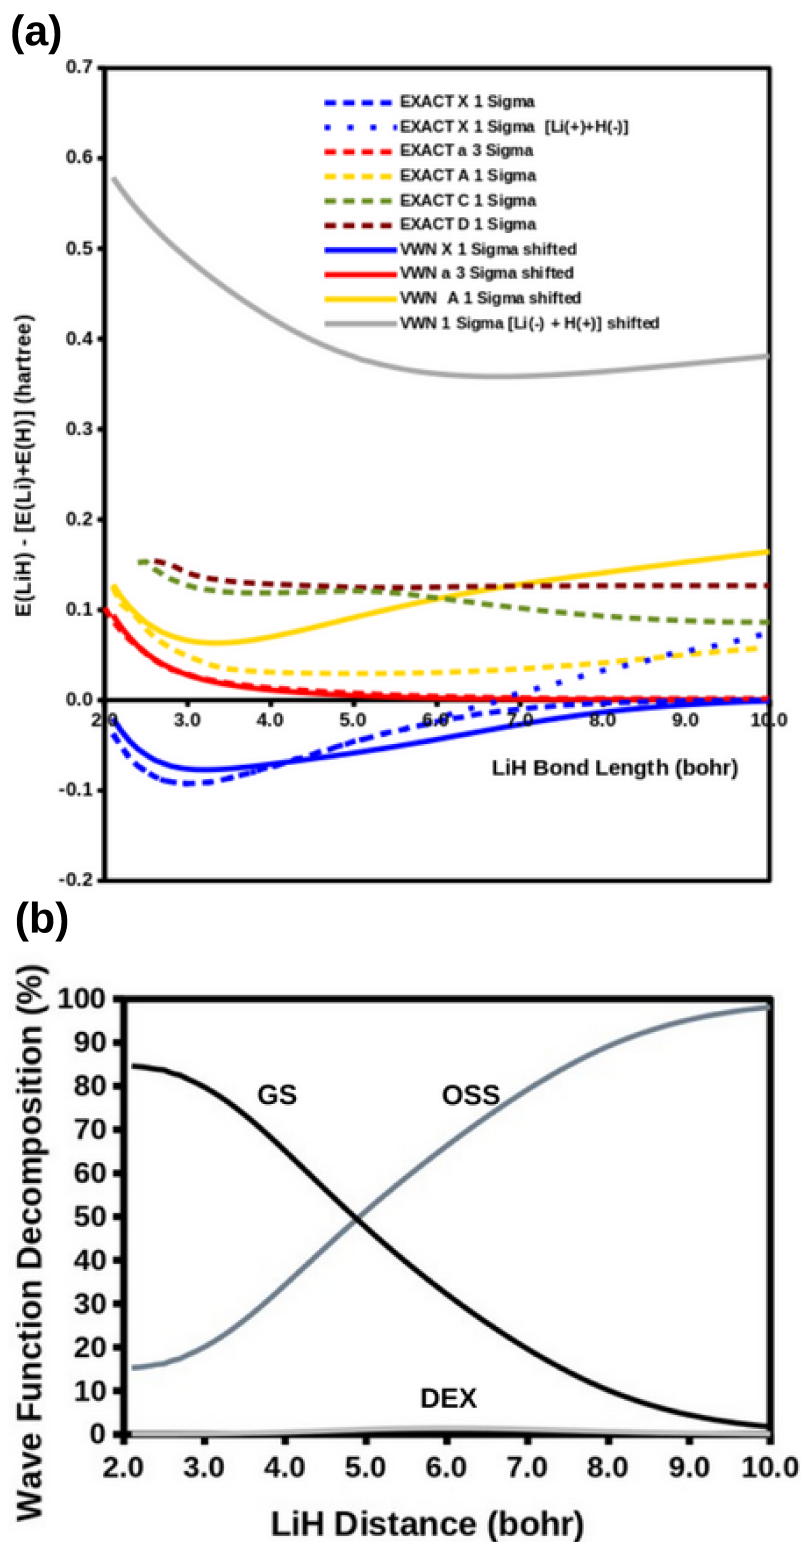 (a)
0.7
0.6
0.5
0.4
0.3
0.2
0.1
0.0
-0.1
-0.2
E(LiH) - [E(Li)+E(H)] (hartree)
EXACT X 1 Sigma
EXACT X 1 Sigma [Li(+)+H(-)]
EXACT a 3 Sigma
EXACT A 1 Sigma
EXACT C 1 Sigma
EXACT D 1 Sigma
VWN X 1 Sigma shifted
VWN a 3 Sigma shifted
VWN A 1 Sigma shifted
VWN 1 Sigma [Li(-) + H(+)] shifted
2.0 3.0 4.0 5.0 6.0 7.0 8.0 9.0 10.0
LiH Bond Length (bohr)
(b)
Wave Function Decomposition (%)
100
90
80
70
60
50
40
30
20
10
0
GS
OSS
DEX
2.0 3.0 4.0 5.0 6.0 7.0 8.0 9.0 10.0
LiH Distance (bohr)